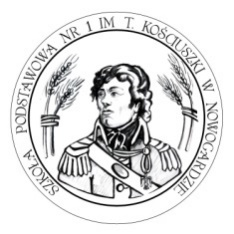 SZKOŁA PODSTAWOWA NR 1 IM T. KOŚCIUSZKI W NOWOGARDZIE